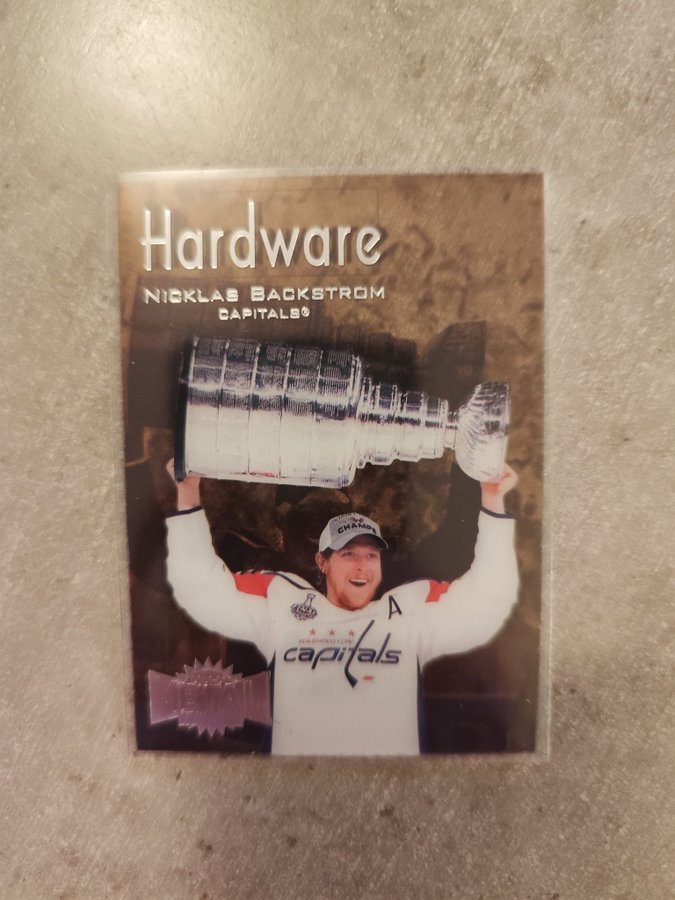 Hardware
NICKLAS BACKSTROM
CAPITALS®
CHAMPS
A
WASHINGTON
capitals